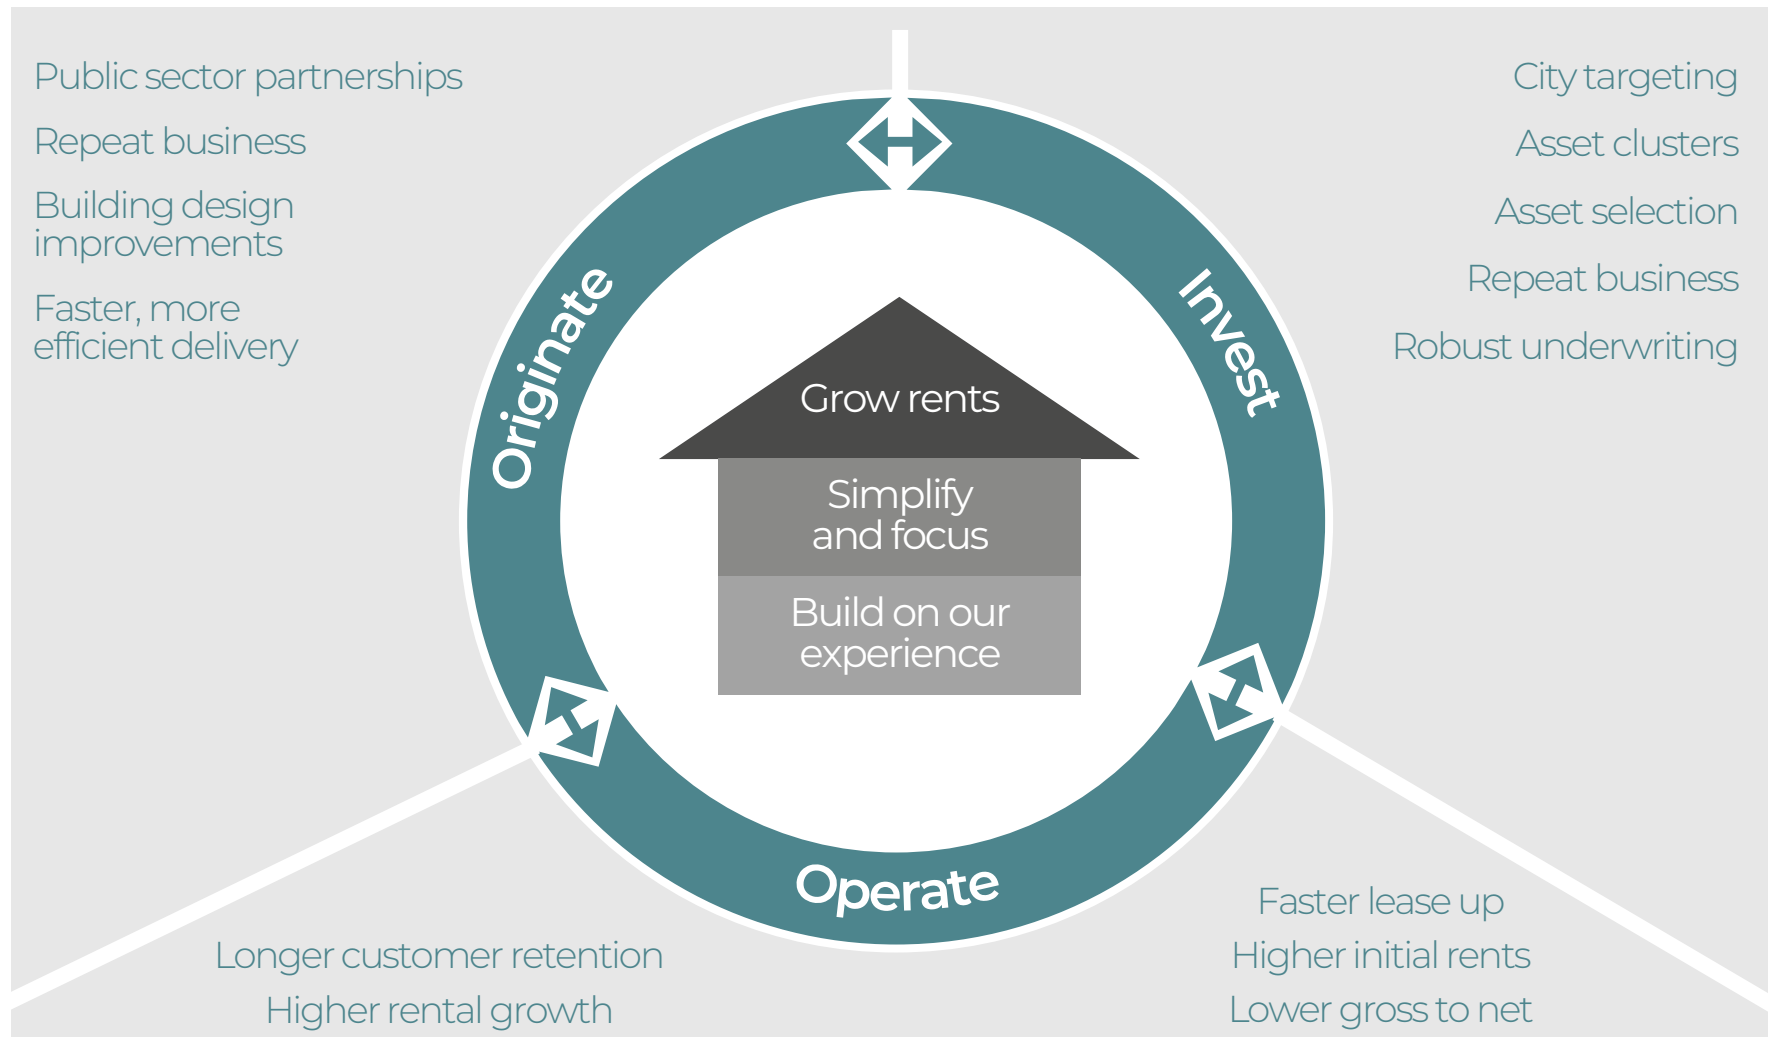 Public sector partnerships
Repeat business
Building design
improvements
Faster, more
efficient delivery
City targeting
Asset clusters
Asset selection
Repeat business
Robust underwriting
Originate
Invest
Grow rents
Simplify
and focus
Build on our
experience
Operate
Longer customer retention
Higher rental growth
Faster lease up
Higher initial rents
Lower gross to net